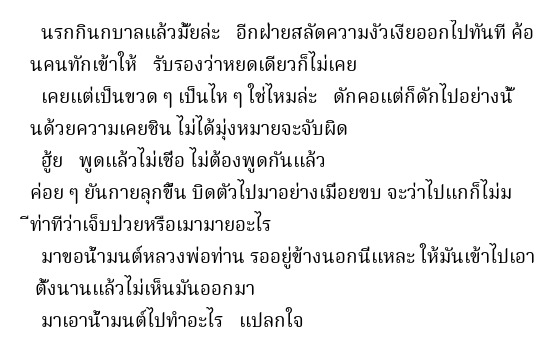 นรกกินกบาลแล้วมั้ยล่ะ อีกฝ่ายสลัดความงัวเงียออกไปทันที ค้อ
นคนทักเข้าให้ รับรองว่าหยดเดียวก็ไม่เคย
เคยแต่เป็นขวด ๆ เป็นไห ๆ ใช่ไหมล่ะ ดักคอแต่ก็ดักไปอย่างนั้
นด้วยความเคยชิน ไม่ได้มุ่งหมายจะจับผิด
ฮู้ย พูดแล้วไม่เชื่อ ไม่ต้องพูดกันแล้ว
ค่อย ๆ ยันกายลุกขึ้น บิดตัวไปมาอย่างเมื่อยขบ จะว่าไปแกก็ไม่ม
ีท่าทีว่าเจ็บป่วยหรือเมามายอะไร
มาขอน้ำมนต์หลวงพ่อท่าน รออยู่ข้างนอกนี่แหละ ให้มันเข้าไปเอา
ตั้งนานแล้วไม่เห็นมันออกมา
มาเอาน้ำมนต์ไปทำอะไร แปลกใจ